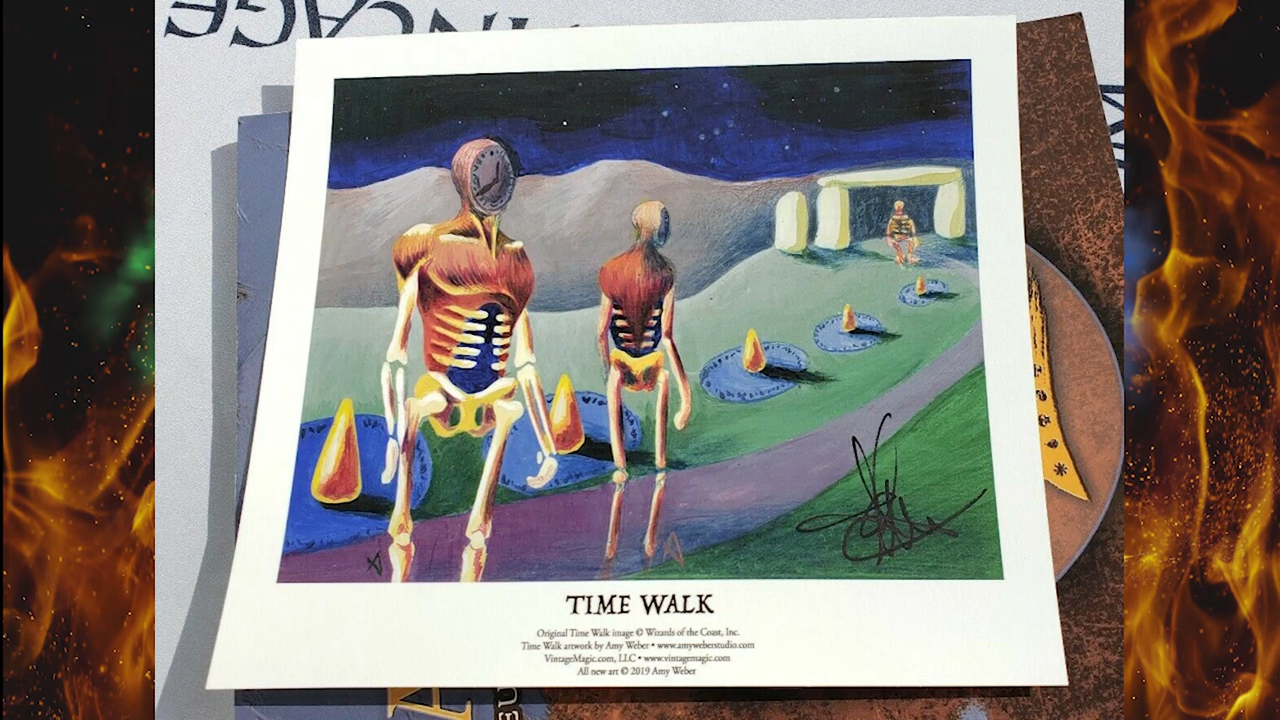 TIME WALK
Original Time Walk image © Wizards of the Coast, Inc.
Time Walk artwork by Amy Weber • www.amyweberstudio.com
VintageMagic.com, LLC • www.vintagemagic.com
All new art © 2019 Amy Weber